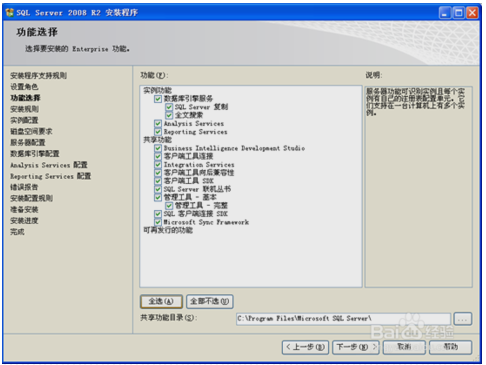 SQL Server 2008 R2 安装程序
功能选择
选择要安装的 Enterprise 功能。
安装程序支持规则
设置角色
功能选择
安装规则
实例配置
磁盘空间要求
服务器配置
数据库引擎配置
Analysis Services 配置
Reporting Services 配置
错误报告
安装配置规则
准备安装
安装进度
完成
功能(F):
实例功能
数据库引擎服务
SQL Server 复制
全文搜索
Analysis Services
Reporting Services
共享功能
Business Intelligence Development Studio
客户端工具连接
Integration Services
客户端工具向后兼容性
客户端工具 SDK
SQL Server 联机丛书
管理工具 - 基本
管理工具 - 完整
SQL 客户端连接 SDK
Microsoft Sync Framework
可再发行的功能
说明:
服务器功能可识别实例且每个实
例有自己的注册表配置单元。它
们支持在一台计算机上有多个实
例。
全选(A)
全部不选(U)
共享功能目录(S):
C:\Program Files\Microsoft SQL Server\
...
Baidu 经验
< 上一步(B)
下一步(N) >
取消
帮助